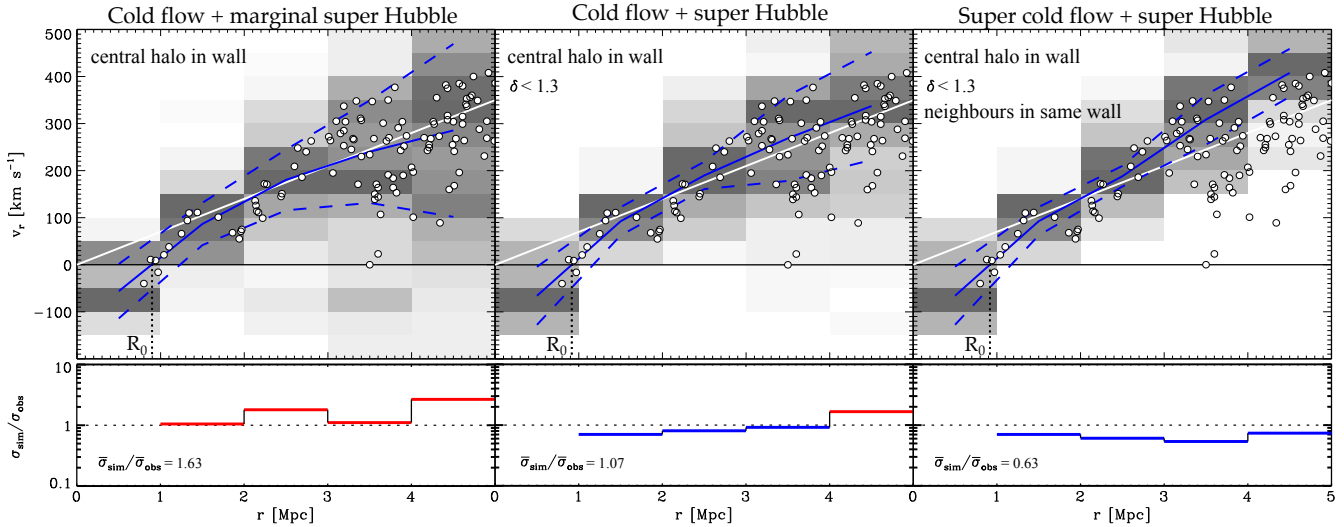 Cold flow + marginal super Hubble
Cold flow + super Hubble
Super cold flow + super Hubble
500
400
300
200
100
0
−100
v_r [km s⁻¹]
central halo in wall
R₀
central halo in wall
δ < 1.3
R₀
central halo in wall
δ < 1.3
neighbours in same wall
R₀
10
1
0.1
σ_sim/σ_obs
σ̅_sim/σ̅_obs = 1.63
σ̅_sim/σ̅_obs = 1.07
σ̅_sim/σ̅_obs = 0.63
0 1 2 3 4 0 1 2 3 4 0 1 2 3 4 5
r [Mpc]
r [Mpc]
r [Mpc]